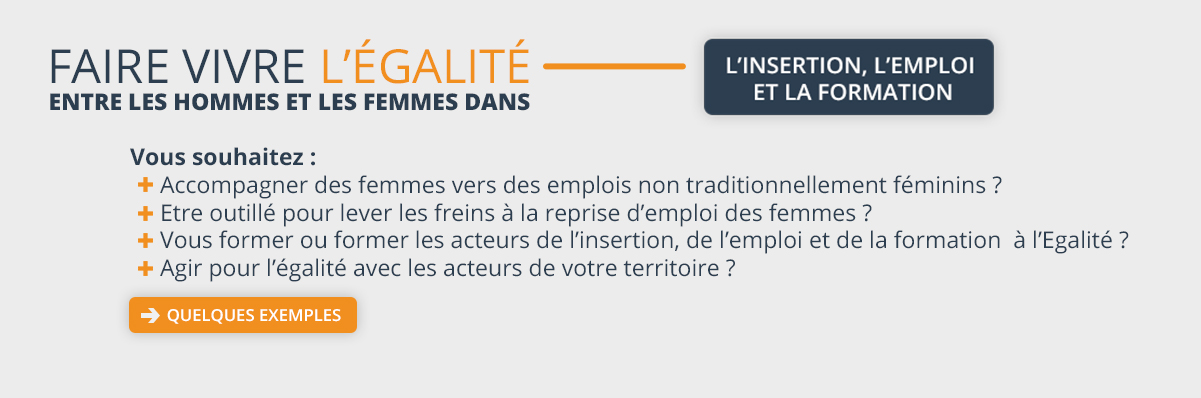 FAIRE VIVRE L'ÉGALITÉ
ENTRE LES HOMMES ET LES FEMMES DANS
L'INSERTION, L'EMPLOI
ET LA FORMATION
Vous souhaitez :
Accompagner des femmes vers des emplois non traditionnellement féminins ?
Etre outillé pour lever les freins à la reprise d'emploi des femmes ?
Vous former ou former les acteurs de l'insertion, de l'emploi et de la formation à l'Egalité ?
Agir pour l'égalité avec les acteurs de votre territoire ?
QUELQUES EXEMPLES